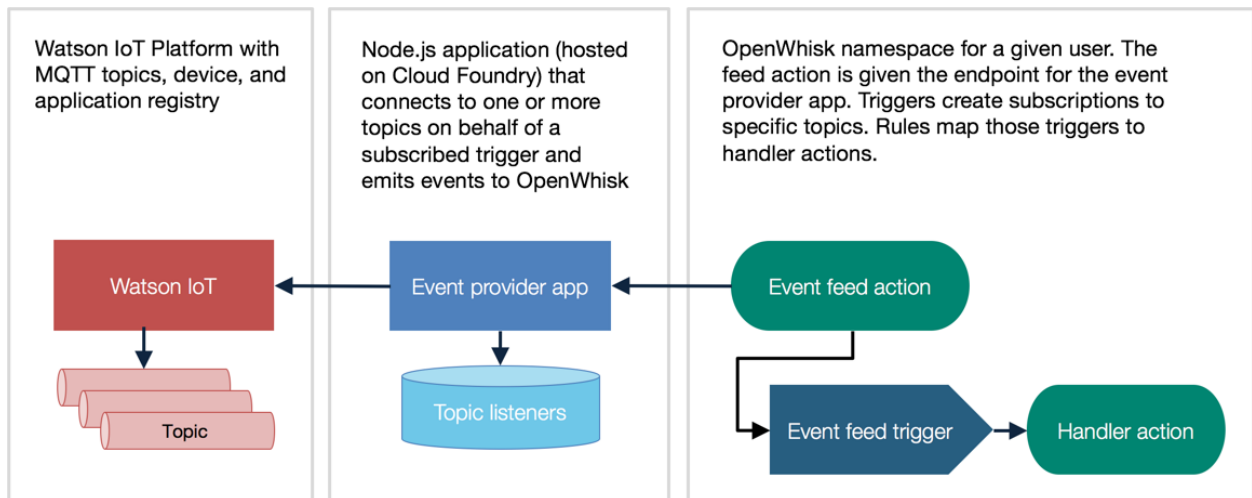 Watson IoT Platform with
MQTT topics, device, and
application registry
Node.js application (hosted
on Cloud Foundry) that
connects to one or more
topics on behalf of a
subscribed trigger and
emits events to OpenWhisk
OpenWhisk namespace for a given user. The
feed action is given the endpoint for the event
provider app. Triggers create subscriptions to
specific topics. Rules map those triggers to
handler actions.
Watson IoT
Event provider app
Event feed action
Topic
Topic listeners
Event feed trigger
Handler action